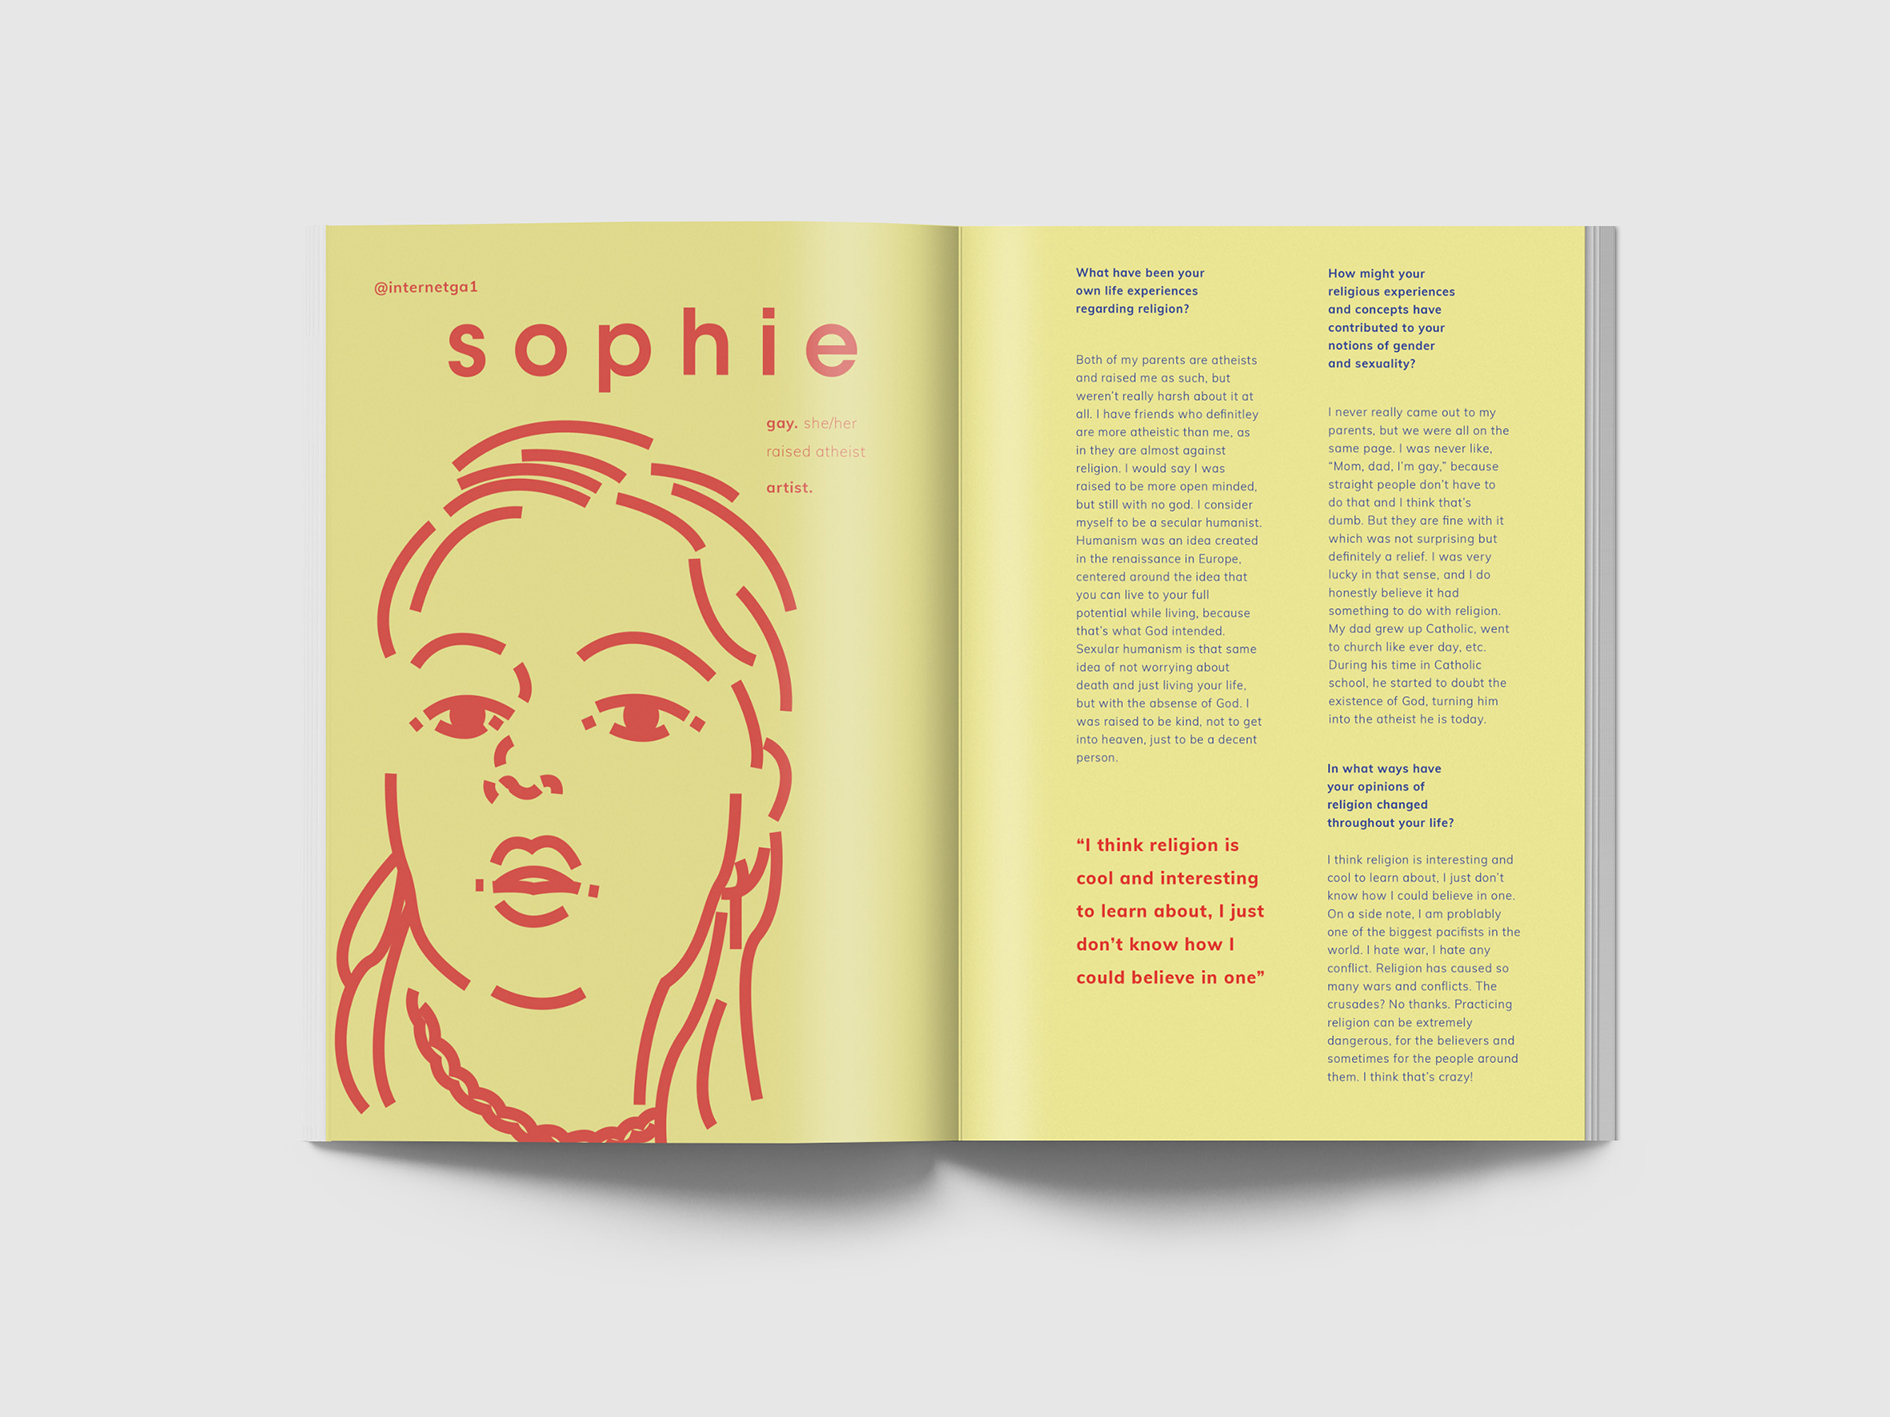 @internetga1
sophie
gay. she/her
raised atheist
artist.
What have been your
own life experiences
regarding religion?
Both of my parents are atheists
and raised me as such, but
weren't really harsh about it at
all. I have friends who definitley
are more atheistic than me, as
in they are almost against
religion. I would say I was
raised to be more open minded,
but still with no god. I consider
myself to be a secular humanist.
Humanism was an idea created
in the renaissance in Europe,
centered around the idea that
you can live to your full
potential while living, because
that's what God intended.
Sexular humanism is that same
idea of not worrying about
death and just living your life,
but with the absense of God. I
was raised to be kind, not to get
into heaven, just to be a decent
person.
“I think religion is
cool and interesting
to learn about, I just
don't know how I
could believe in one”
How might your
religious experiences
and concepts have
contributed to your
notions of gender
and sexuality?
I never really came out to my
parents, but we were all on the
same page. I was never like,
“Mom, dad, I'm gay,” because
straight people don't have to
do that and I think that's
dumb. But they are fine with it
which was not surprising but
definitely a relief. I was very
lucky in that sense, and I do
honestly believe it had
something to do with religion.
My dad grew up Catholic, went
to church like ever day, etc.
During his time in Catholic
school, he started to doubt the
existence of God, turning him
into the atheist he is today.
In what ways have
your opinions of
religion changed
throughout your life?
I think religion is interesting and
cool to learn about, I just don't
know how I could believe in one.
On a side note, I am problably
one of the biggest pacifists in the
world. I hate war, I hate any
conflict. Religion has caused so
many wars and conflicts. The
crusades? No thanks. Practicing
religion can be extremely
dangerous, for the believers and
sometimes for the people around
them. I think that's crazy!